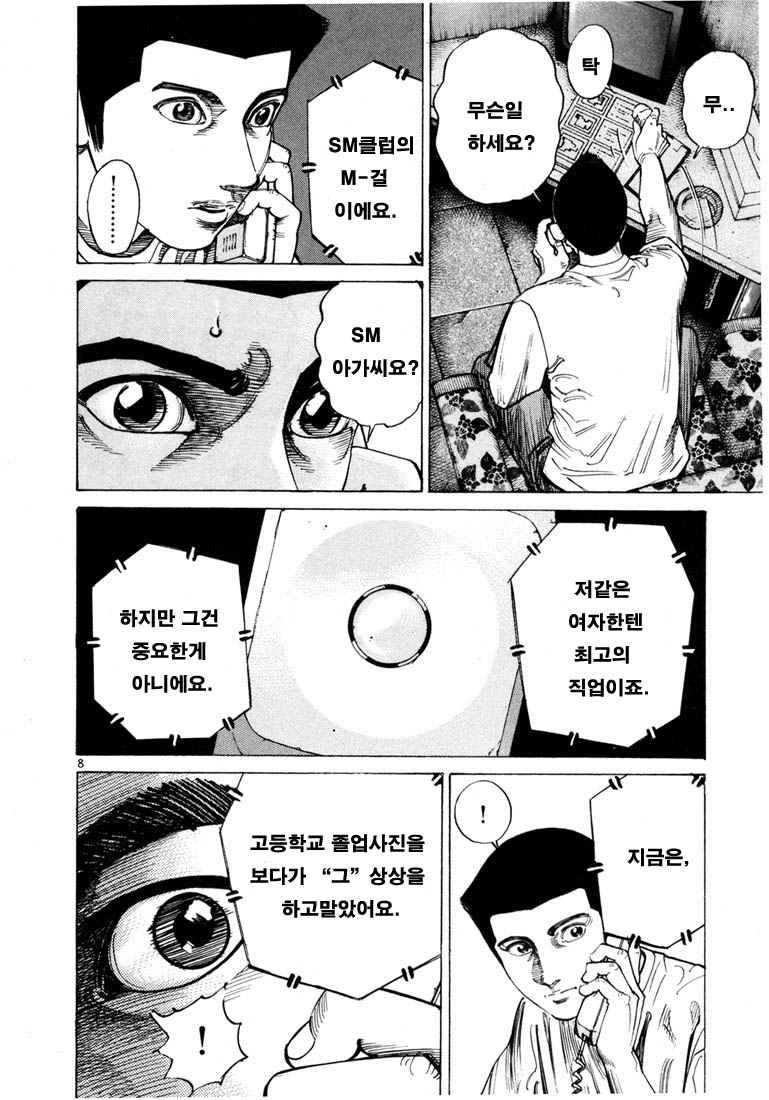 무..
탁
무슨일
하세요?
SM클럽의
M-걸
이에요.
!
SM
아가씨요?
저같은
여자한텐
최고의
직업이죠.
하지만 그건
중요한게
아니에요.
8
지금은,
!
고등학교 졸업사진을
보다가 “그” 상상을
하고말았어요.
!